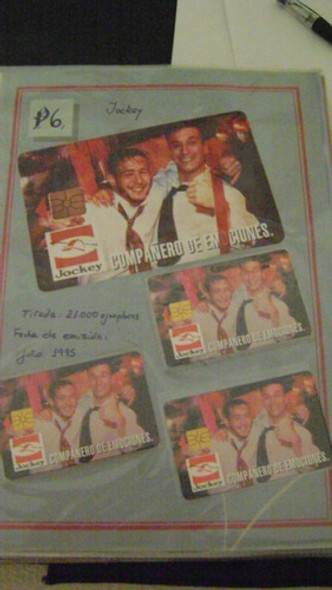 P6,
Jockey
Jockey
COMPAÑERO DE EMOCIONES.
Tirada: 21.000 ejemplares
Fecha de emisión:
1995
Jockey
COMPAÑERO DE EMOCIONES.
Jockey
COMPAÑERO DE EMOCIONES.
Jockey
COMPAÑERO DE EMOCIONES.